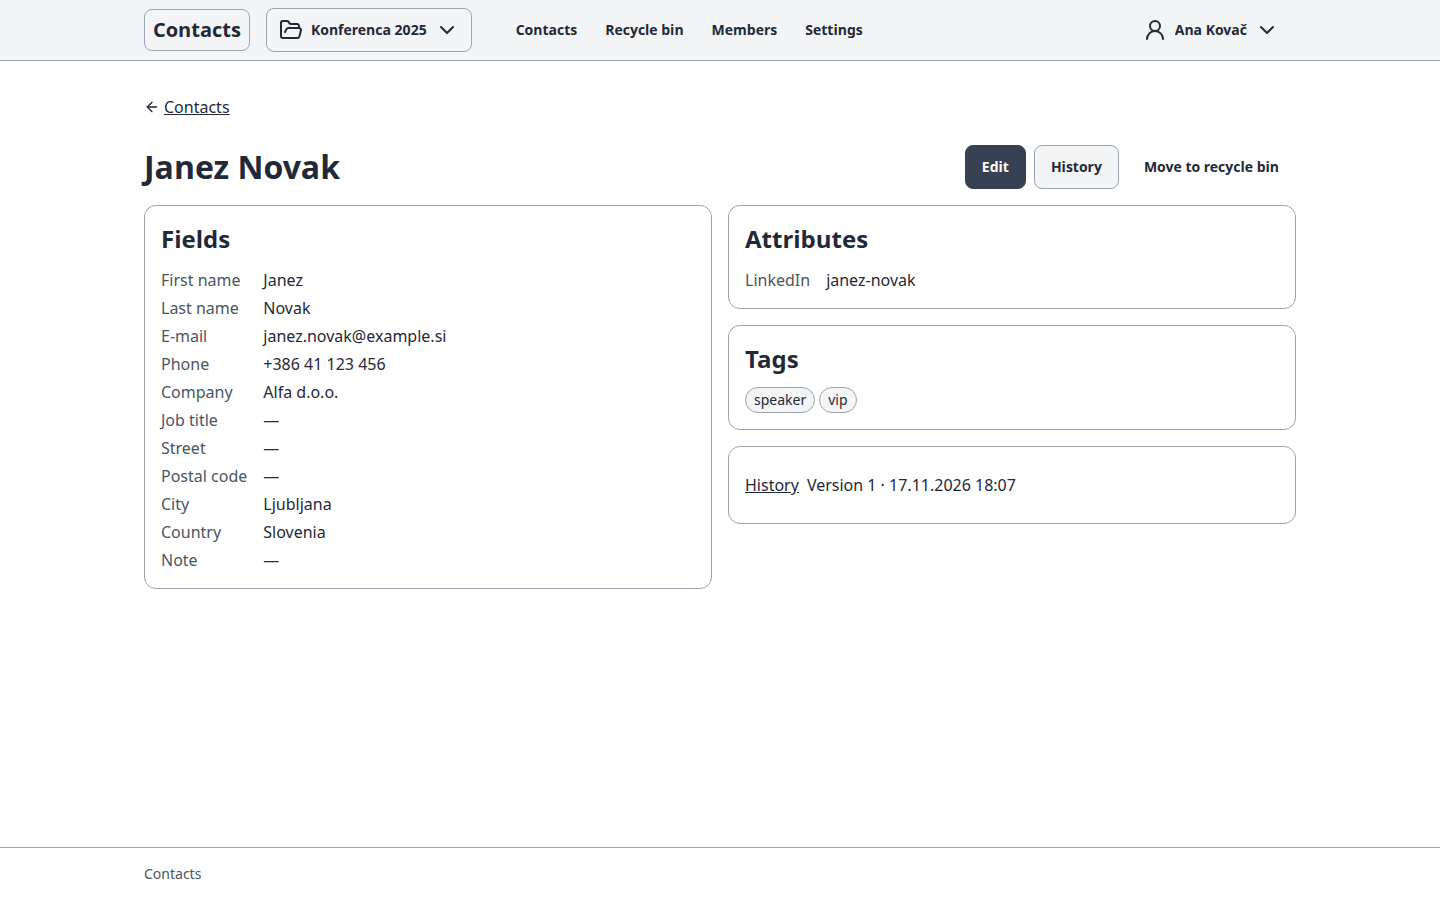 Contacts Konferenca 2025 Contacts Recycle bin Members Settings Ana Kovač
Contacts
Janez Novak
Edit History Move to recycle bin
Fields
First name Janez
Last name Novak
E-mail janez.novak@example.si
Phone +386 41 123 456
Company Alfa d.o.o.
Job title —
Street —
Postal code —
City Ljubljana
Country Slovenia
Note —
Attributes
LinkedIn janez-novak
Tags
speaker vip
History Version 1 · 17.11.2026 18:07
Contacts